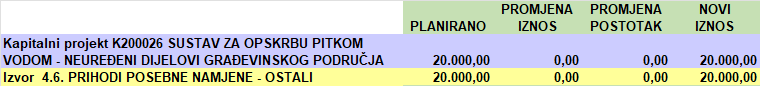 PLANIRANO PROMJENA IZNOS PROMJENA POSTOTAK NOVI IZNOS
Kapitalni projekt K200026 SUSTAV ZA OPSKRBU PITKOM
VODOM - NEUREĐENI DIJELOVI GRAĐEVINSKOG PODRUČJA 20.000,00 0,00 0,00 20.000,00
Izvor 4.6. PRIHODI POSEBNE NAMJENE - OSTALI 20.000,00 0,00 0,00 20.000,00